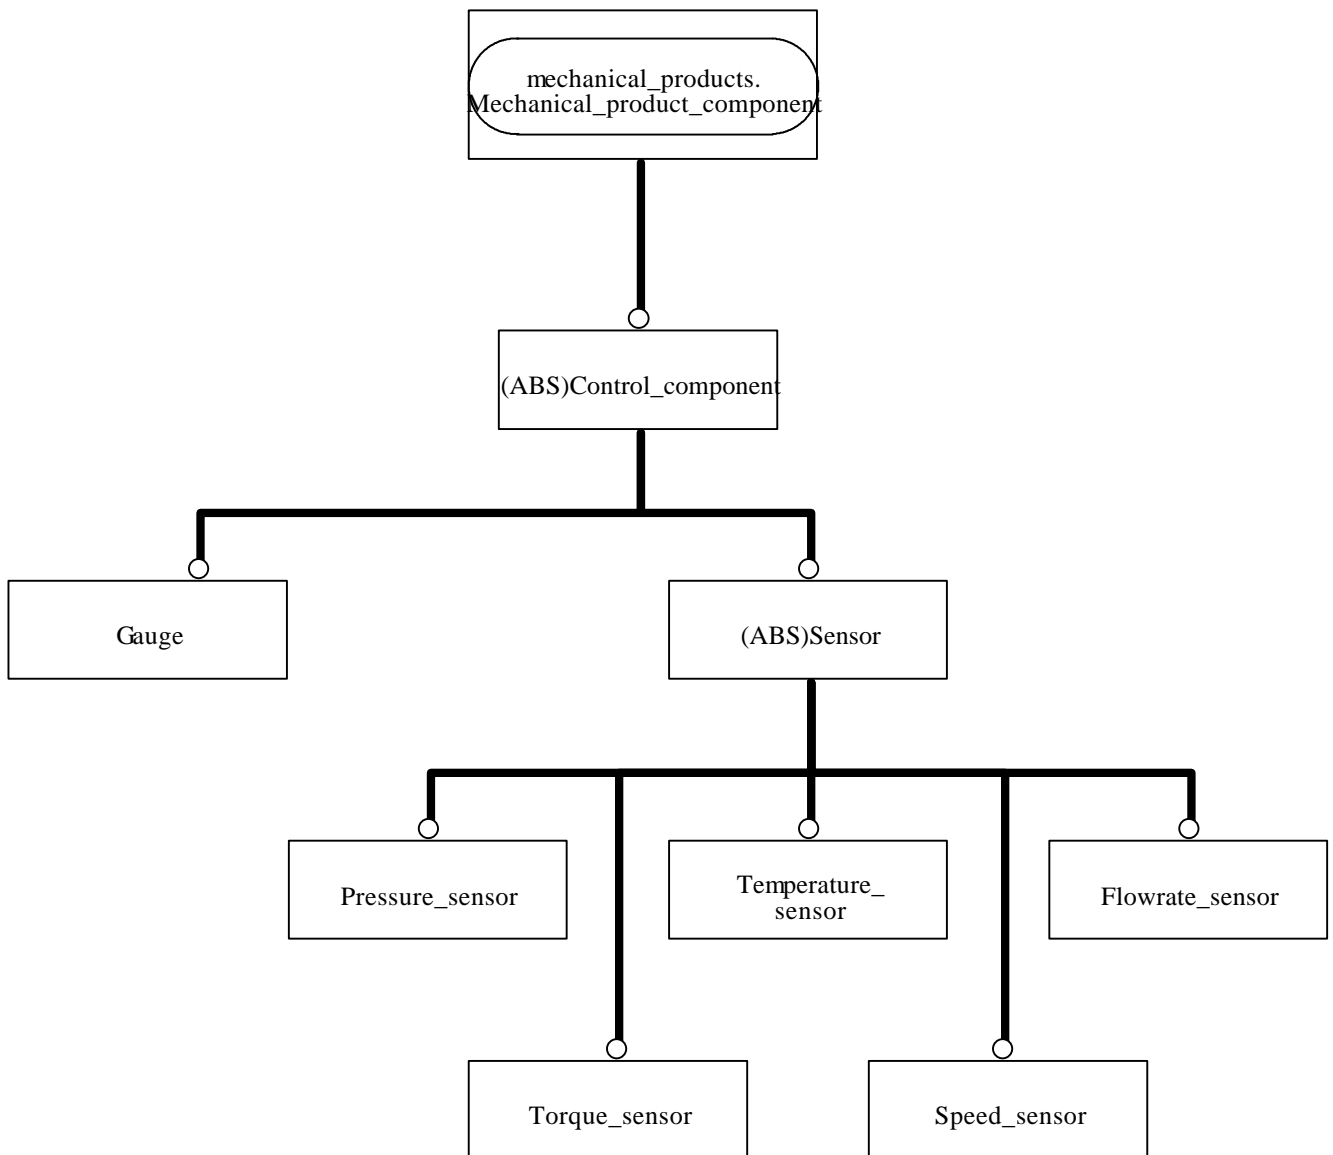 mechanical_products.
Mechanical_product_component
(ABS)Control_component
Gauge
(ABS)Sensor
Pressure_sensor
Temperature_
sensor
Flowrate_sensor
Torque_sensor
Speed_sensor